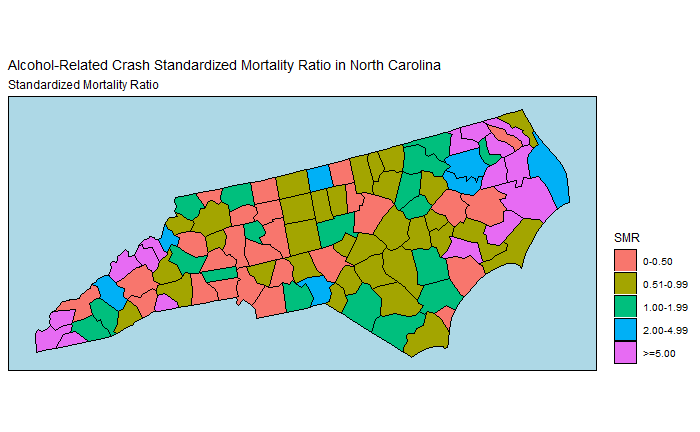 Alcohol-Related Crash Standardized Mortality Ratio in North Carolina
Standardized Mortality Ratio
SMR
0-0.50
0.51-0.99
1.00-1.99
2.00-4.99
>=5.00